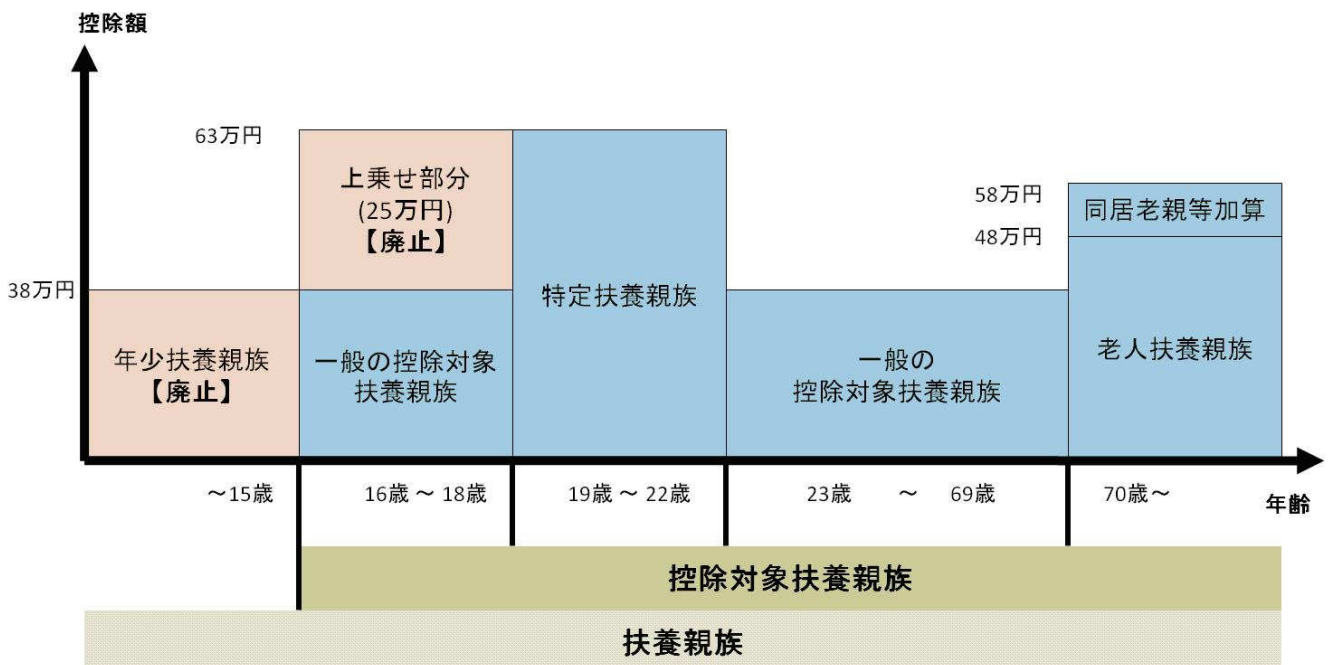 控除額
63万円
上乗せ部分
(25万円)
【廃止】
58万円
同居老親等加算
48万円
38万円
特定扶養親族
年少扶養親族
【廃止】
一般の控除対象
扶養親族
一般の
控除対象扶養親族
老人扶養親族
～15歳
16歳 ～ 18歳
19歳 ～ 22歳
23歳 ～ 69歳
70歳～
年齢
控除対象扶養親族
扶養親族